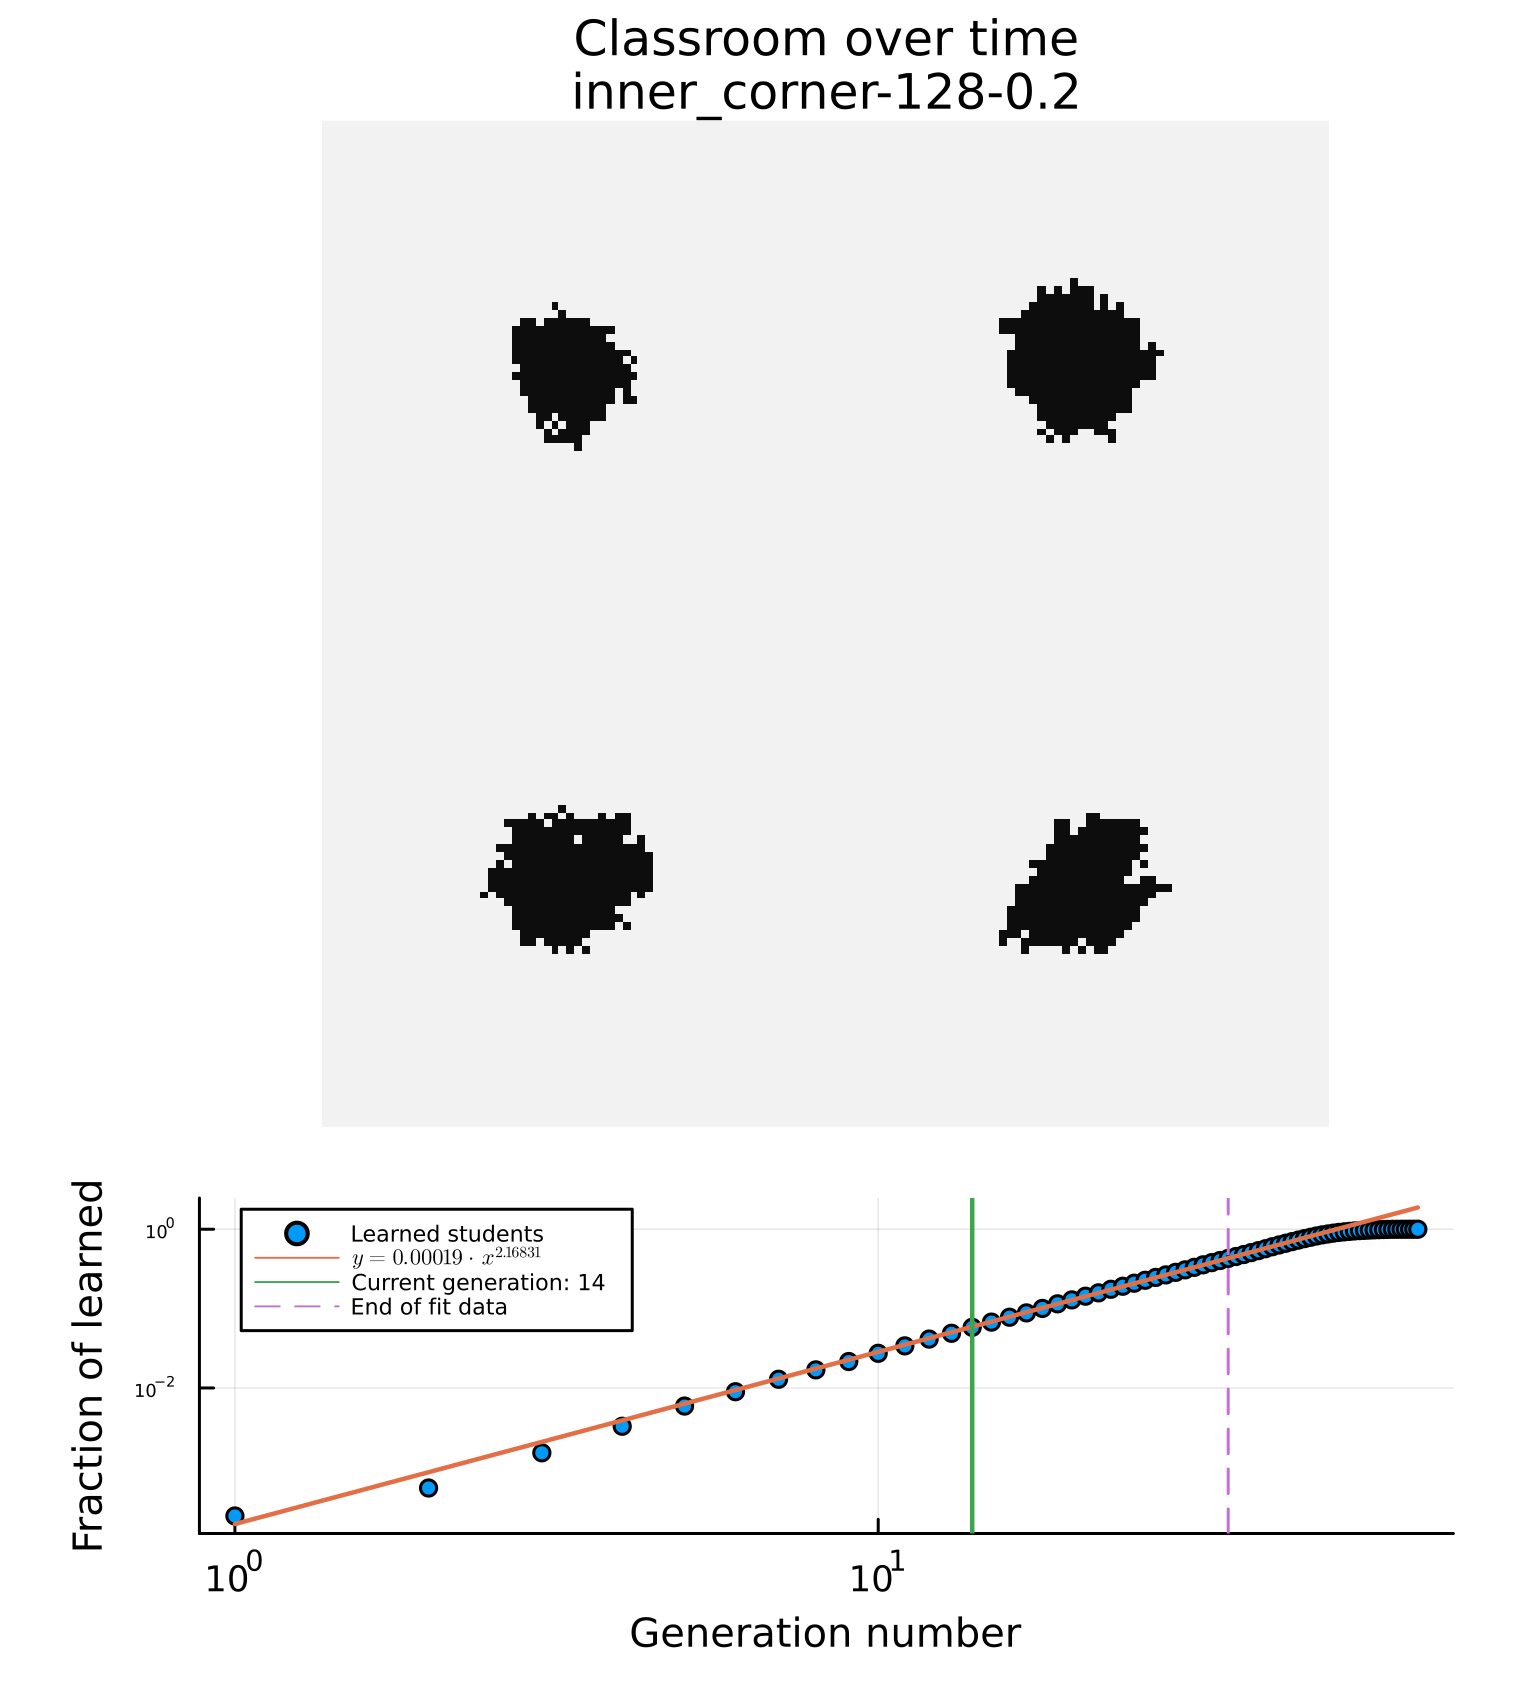 Classroom over time
inner_corner-128-0.2
Fraction of learned
10^0
10^-2
Learned students
y = 0.00019 · x^2.16831
Current generation: 14
End of fit data
10^0
10^1
Generation number